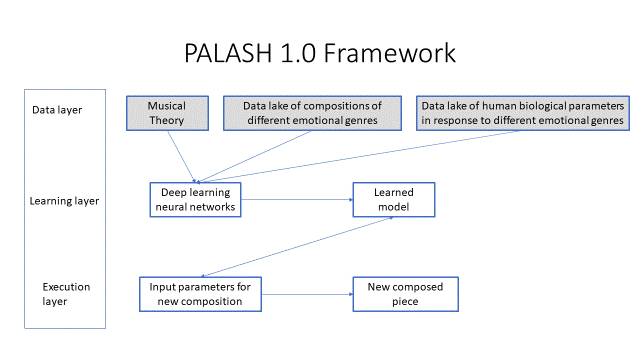 PALASH 1.0 Framework
Data layer
Musical
Theory
Data lake of compositions of
different emotional genres
Data lake of human biological parameters
in response to different emotional genres
Learning layer
Deep learning
neural networks
Learned
model
Execution
layer
Input parameters for
new composition
New composed
piece